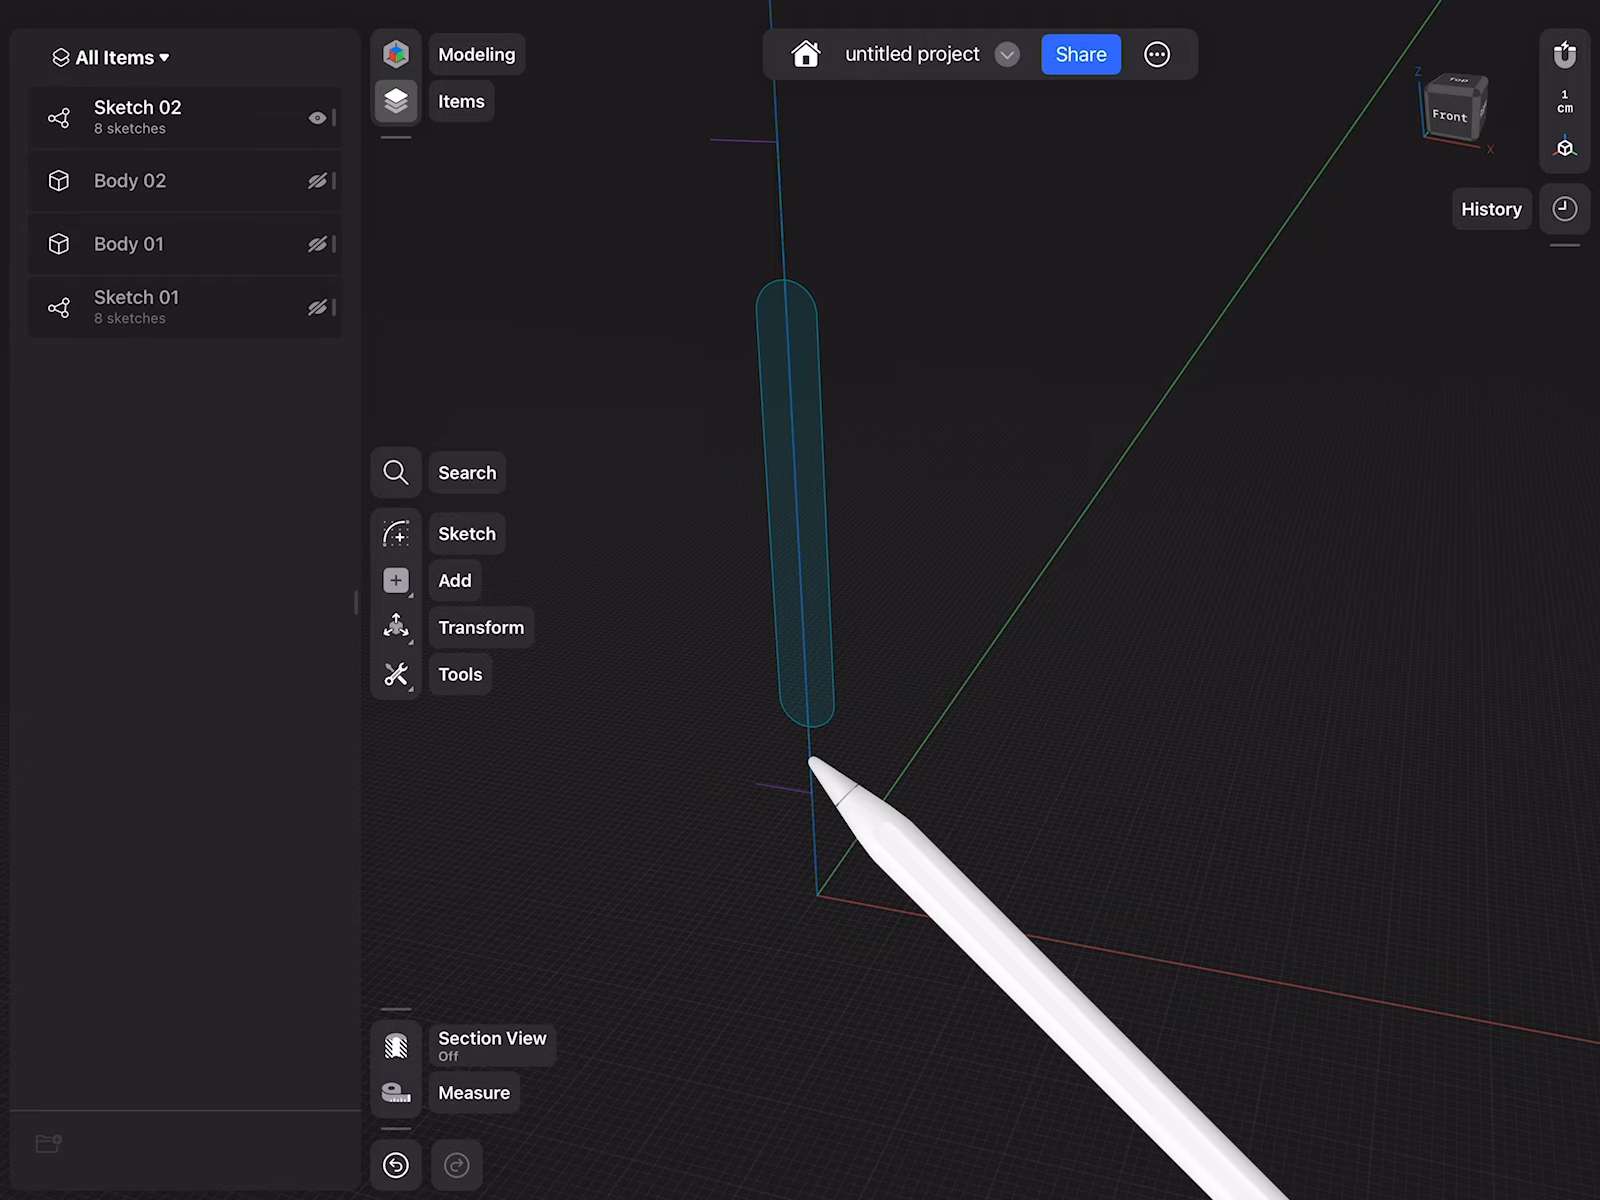 All Items
Sketch 02
8 sketches
Body 02
Body 01
Sketch 01
8 sketches
Modeling
Items
untitled project
Share
Z
Top
Front
X
1
cm
History
Search
Sketch
Add
Transform
Tools
Section View
Off
Measure